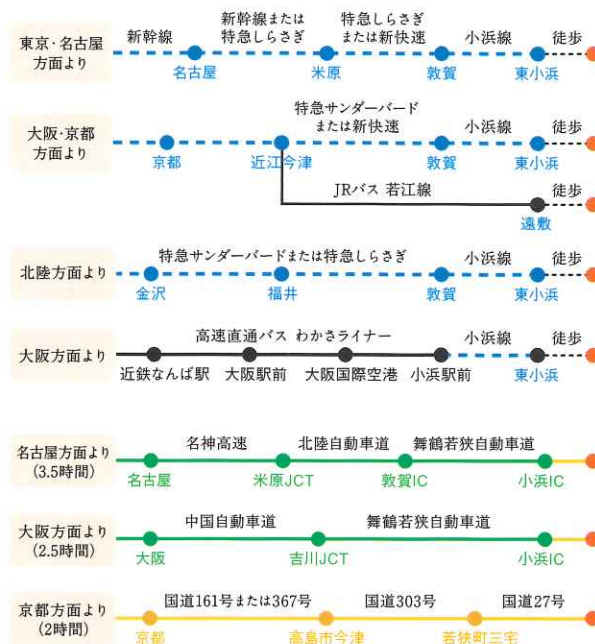 東京・名古屋
方面より
新幹線
新幹線または
特急しらさぎ
特急しらさぎ
または新快速
小浜線
徒歩
名古屋
米原
敦賀
東小浜
大阪・京都
方面より
特急サンダーバード
または新快速
小浜線
徒歩
京都
近江今津
敦賀
東小浜
JRバス 若江線
徒歩
遠敷
北陸方面より
特急サンダーバードまたは特急しらさぎ
小浜線
徒歩
金沢
福井
敦賀
東小浜
大阪方面より
高速直通バス わかさライナー
小浜線
徒歩
近鉄なんば駅
大阪駅前
大阪国際空港
小浜駅前
東小浜
名古屋方面より
(3.5時間)
名神高速
北陸自動車道
舞鶴若狭自動車道
名古屋
米原JCT
敦賀IC
小浜IC
大阪方面より
(2.5時間)
中国自動車道
舞鶴若狭自動車道
大阪
吉川JCT
小浜IC
京都方面より
(2時間)
国道161号または367号
国道303号
国道27号
京都
高島市今津
若狭町三宅